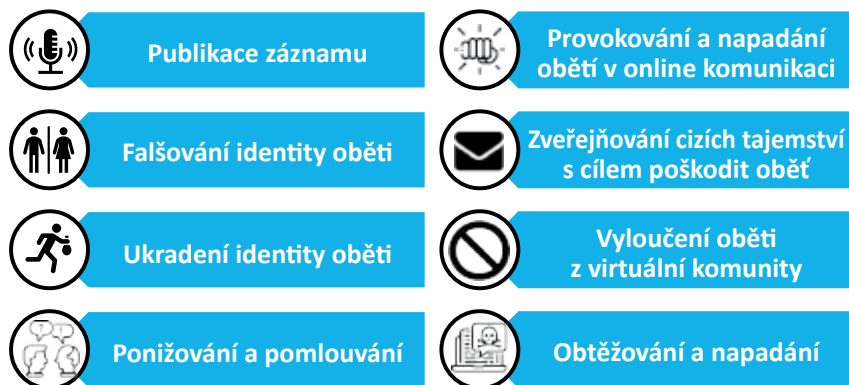 Publikace záznamu
Falšování identity oběti
Ukradení identity oběti
Ponižování a pomlouvání
Provokování a napadání
obětí v online komunikaci
Zveřejňování cizích tajemství
s cílem poškodit oběť
Vyloučení oběti
z virtuální komunity
Obtěžování a napadání